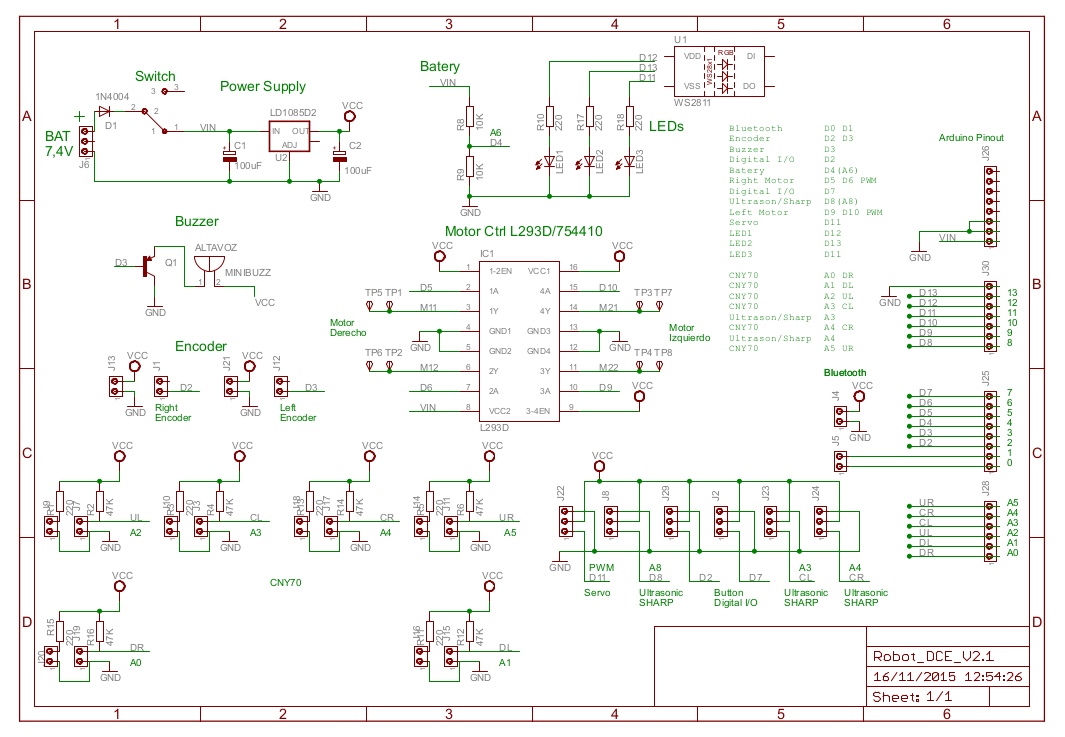 1 2 3 4 5 6
A
B
C
D
A
B
C
D
1 2 3 4 5 6
Switch
Power Supply
1N4004
D1
3
3
2
2
1
1
+
BAT
7,4V
J6
VIN
LD1085D2
IN OUT
ADJ
U2
C1
100uF
C2
100uF
VCC
GND
Batery
VIN
R8
10K
A6
D4
R9
10K
GND
D12
D13
D11
R10
220
R17
220
R18
220
LED1
LED2
LED3
LEDs
U1
VDD
VSS
WS28x1
RGB
DI
DO
WS2811
Bluetooth D0 D1
Encoder D2 D3
Buzzer D3
Digital I/O D2
Batery D4(A6)
Right Motor D5 D6 PWM
Digital I/O D7
Ultrason/Sharp D8(A8)
Left Motor D9 D10 PWM
Servo D11
LED1 D12
LED2 D13
LED3 D11
CNY70 A0 DR
CNY70 A1 DL
CNY70 A2 UL
CNY70 A3 CL
Ultrason/Sharp A3
CNY70 A4 CR
Ultrason/Sharp A4
CNY70 A5 UR
Arduino Pinout
J26
VIN
GND
J30
GND
D13 13
D12 12
D11 11
D10 10
D9 9
D8 8
J25
D7 7
D6 6
D5 5
D4 4
D3 3
D2 2
1
0
J28
UR A5
CR A4
CL A3
UL A2
DL A1
DR A0
Bluetooth
J4
VCC
GND
J5
Buzzer
D3
Q1
GND
ALTAVOZ
MINIBUZZ
1 2
VCC
Motor Ctrl L293D/754410
IC1
L293D
VCC
VCC
1 1-2EN VCC1 16
D5 2 1A 4A 15 D10
TP5 TP1 M11 3 1Y 4Y 14 M21 TP3 TP7
4 GND1 GND3 13
GND
GND
5 GND2 GND4 12
TP6 TP2 M12 6 2Y 3Y 11 M22 TP4 TP8
D6 7 2A 3A 10 D9
VIN 8 VCC2 3-4EN 9
VCC
Motor
Derecho
Motor
Izquierdo
Encoder
J13
VCC
GND
J1
D2
Right
Encoder
J21
VCC
GND
J12
D3
Left
Encoder
VCC
220
R2
47K
UL
A2
GND
VCC
220
R4
47K
CL
A3
GND
VCC
220
R14
47K
CR
A4
GND
VCC
220
R6
47K
UR
A5
GND
CNY70
VCC
R15
220
J20
J19
R16
47K
DR
A0
GND
VCC
220
J15
R12
47K
DL
A1
GND
VCC
J22
J8
J29
J2
J23
J24
GND
PWM
D11
Servo
A8
D8
Ultrasonic
SHARP
D2
D7
Button
Digital I/O
A3
CL
Ultrasonic
SHARP
A4
CR
Ultrasonic
SHARP
Robot_DCE_V2.1
16/11/2015 12:54:26
Sheet: 1/1